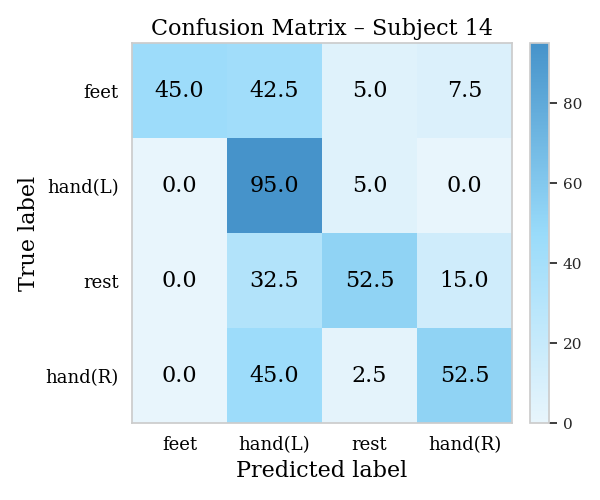 Confusion Matrix – Subject 14
feet 45.0 42.5 5.0 7.5
hand(L) 0.0 95.0 5.0 0.0
rest 0.0 32.5 52.5 15.0
hand(R) 0.0 45.0 2.5 52.5
feet hand(L) rest hand(R)
Predicted label
True label
80
60
40
20
0